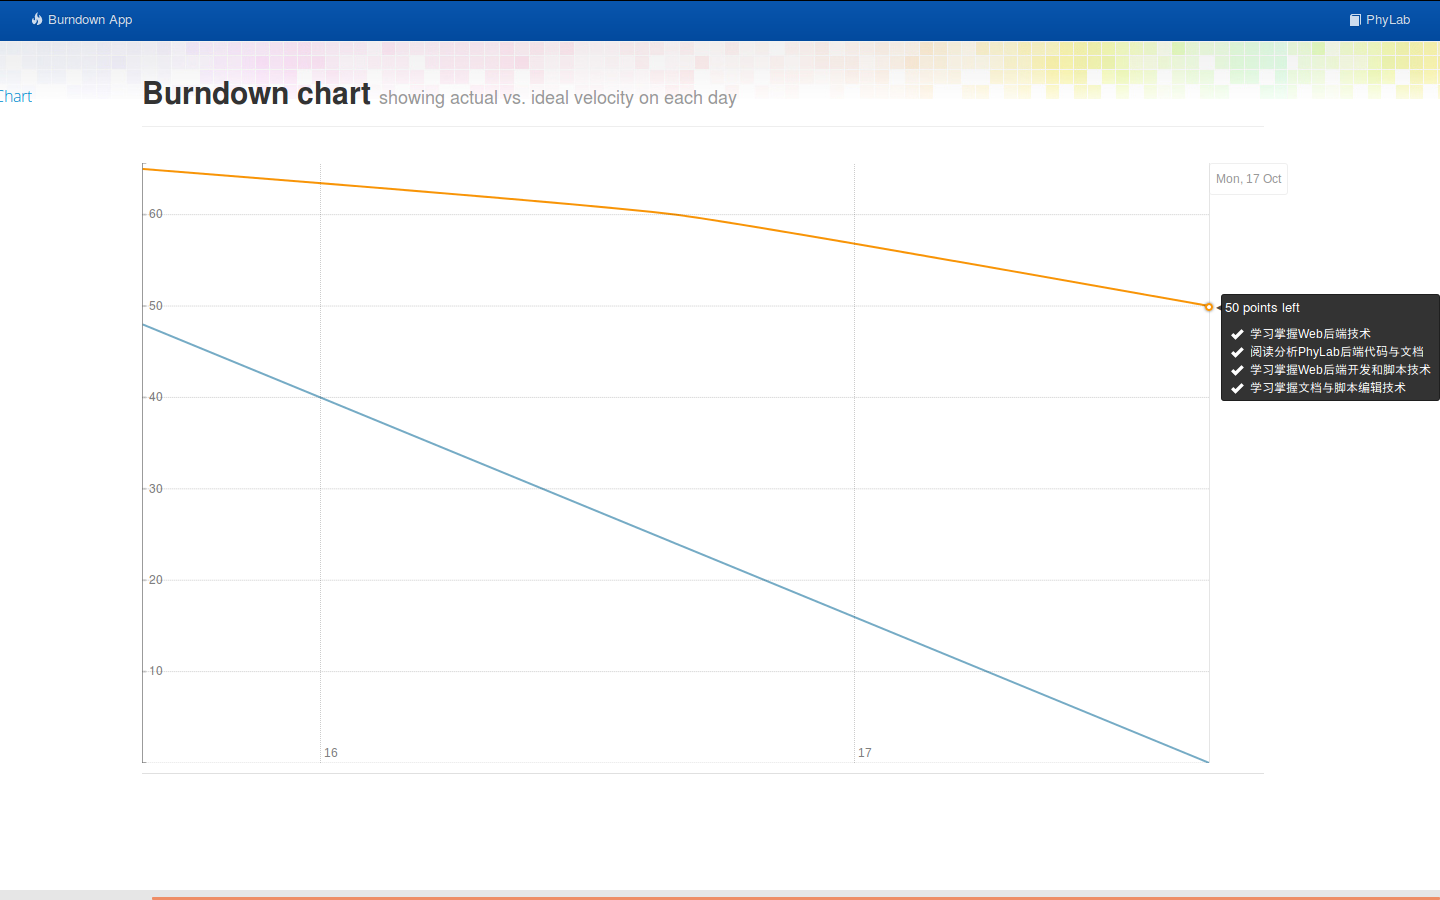 Burndown App
PhyLab
Chart
Burndown chart showing actual vs. ideal velocity on each day
Mon, 17 Oct
60
50
50 points left
学习掌握Web后端技术
阅读分析PhyLab后端代码与文档
学习掌握Web后端开发和脚本技术
学习掌握文档与脚本编辑技术
40
30
20
10
16
17